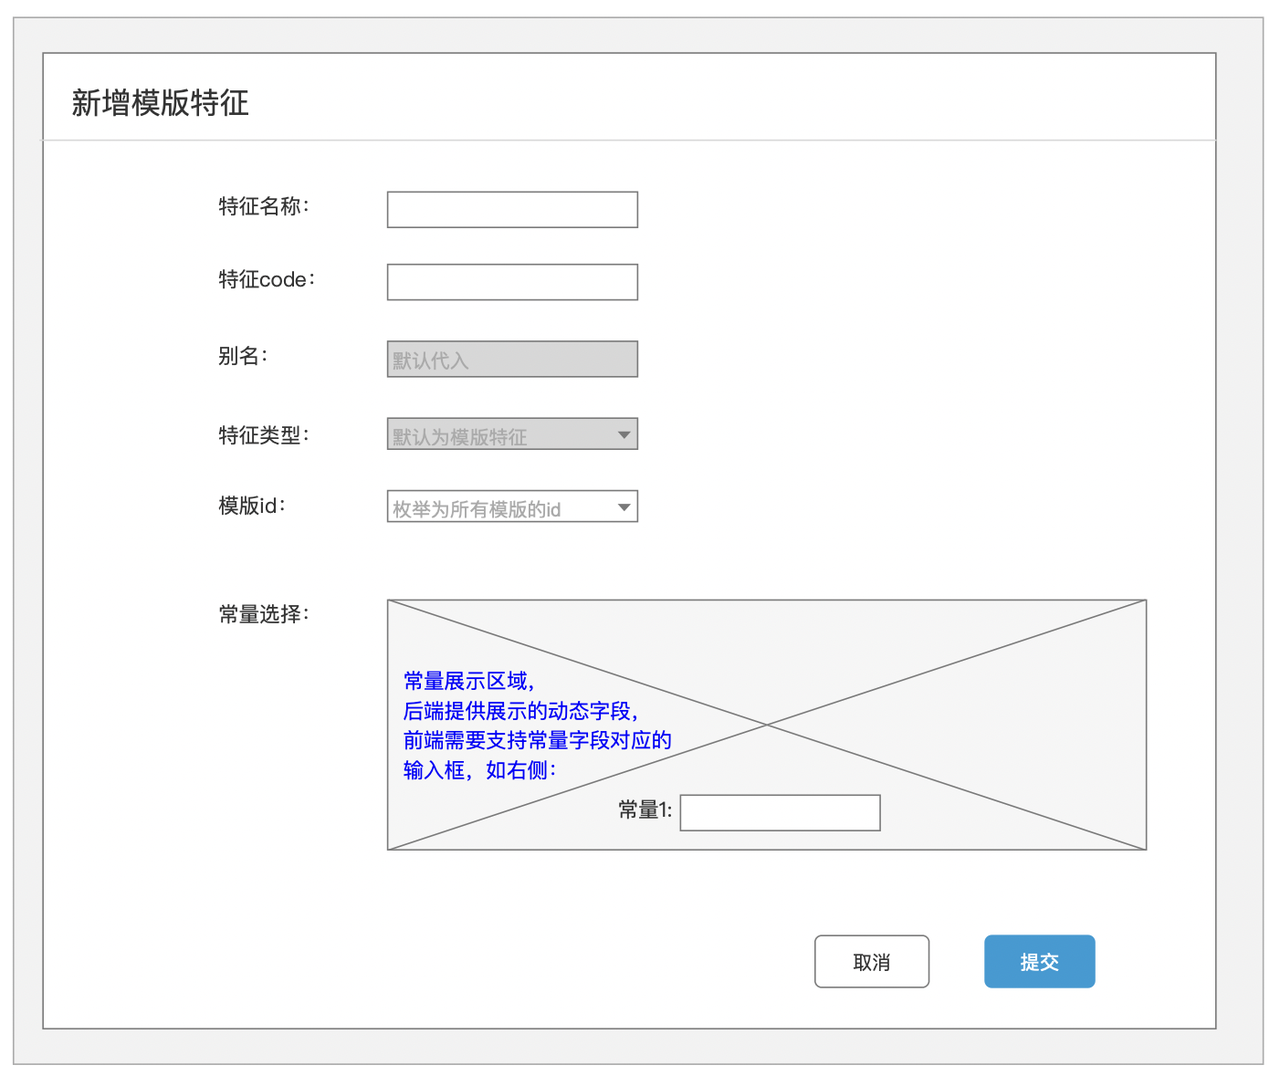 新增模版特征
特征名称：
特征code：
别名：
默认代入
特征类型：
默认为模版特征
模版id：
枚举为所有模版的id
常量选择：
常量展示区域，
后端提供展示的动态字段，
前端需要支持常量字段对应的
输入框，如右侧：
常量1:
取消
提交